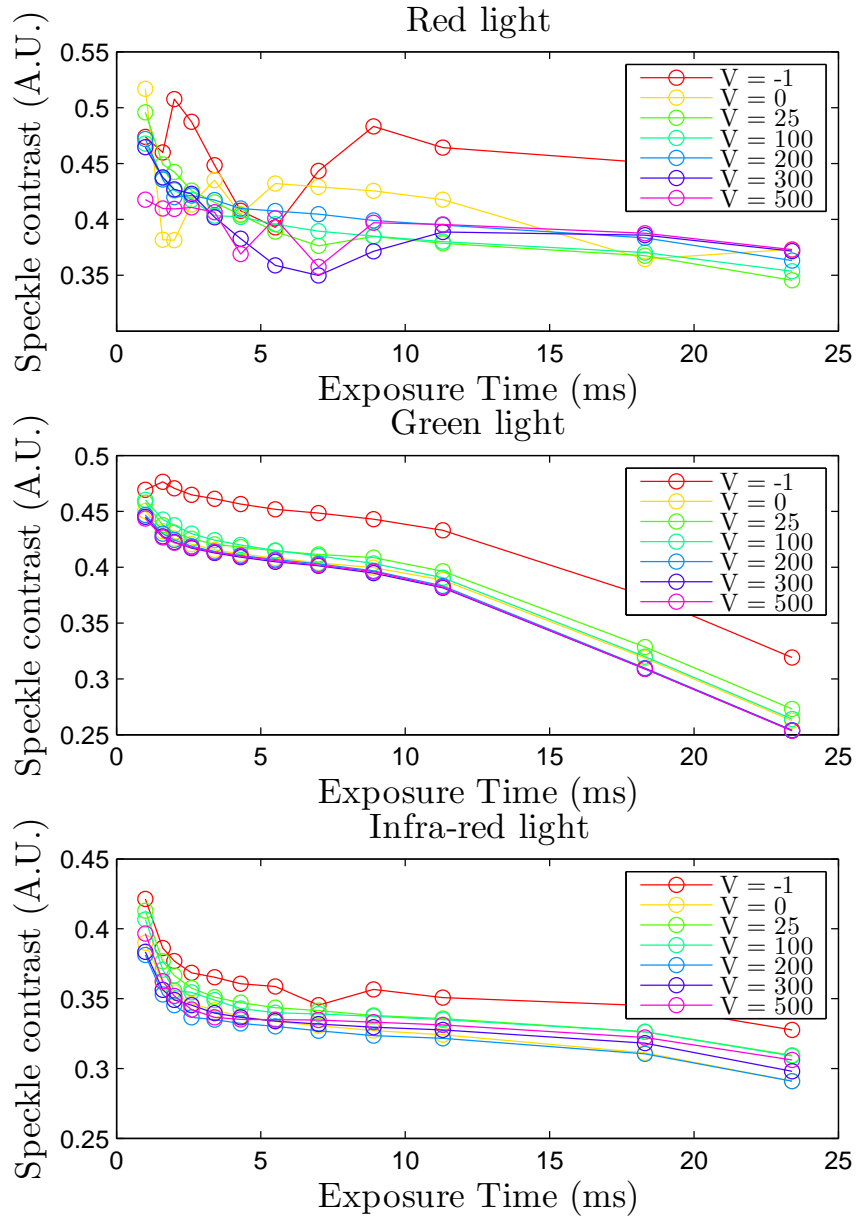 Red light
Speckle contrast (A.U.)
0.55
0.5
0.45
0.4
0.35
0 5 10 15 20 25
Exposure Time (ms)
V = -1
V = 0
V = 25
V = 100
V = 200
V = 300
V = 500
Green light
Speckle contrast (A.U.)
0.5
0.45
0.4
0.35
0.3
0.25
0 5 10 15 20 25
Exposure Time (ms)
V = -1
V = 0
V = 25
V = 100
V = 200
V = 300
V = 500
Infra-red light
Speckle contrast (A.U.)
0.45
0.4
0.35
0.3
0.25
0 5 10 15 20 25
Exposure Time (ms)
V = -1
V = 0
V = 25
V = 100
V = 200
V = 300
V = 500